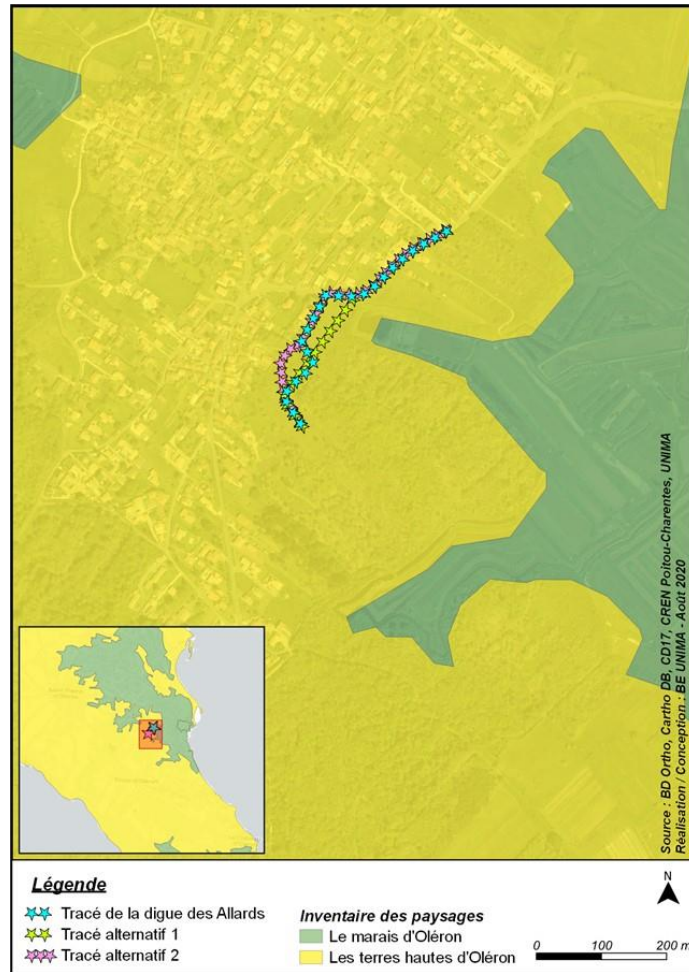 Source : BD Ortho, Cartho DB, CD17, CREN Poitou-Charentes, UNIMA
Réalisation / Conception : BE UNIMA - Août 2020
Légende
Tracé de la digue des Allards
Tracé alternatif 1
Tracé alternatif 2
Inventaire des paysages
Le marais d'Oléron
Les terres hautes d'Oléron
N
0 100 200 m